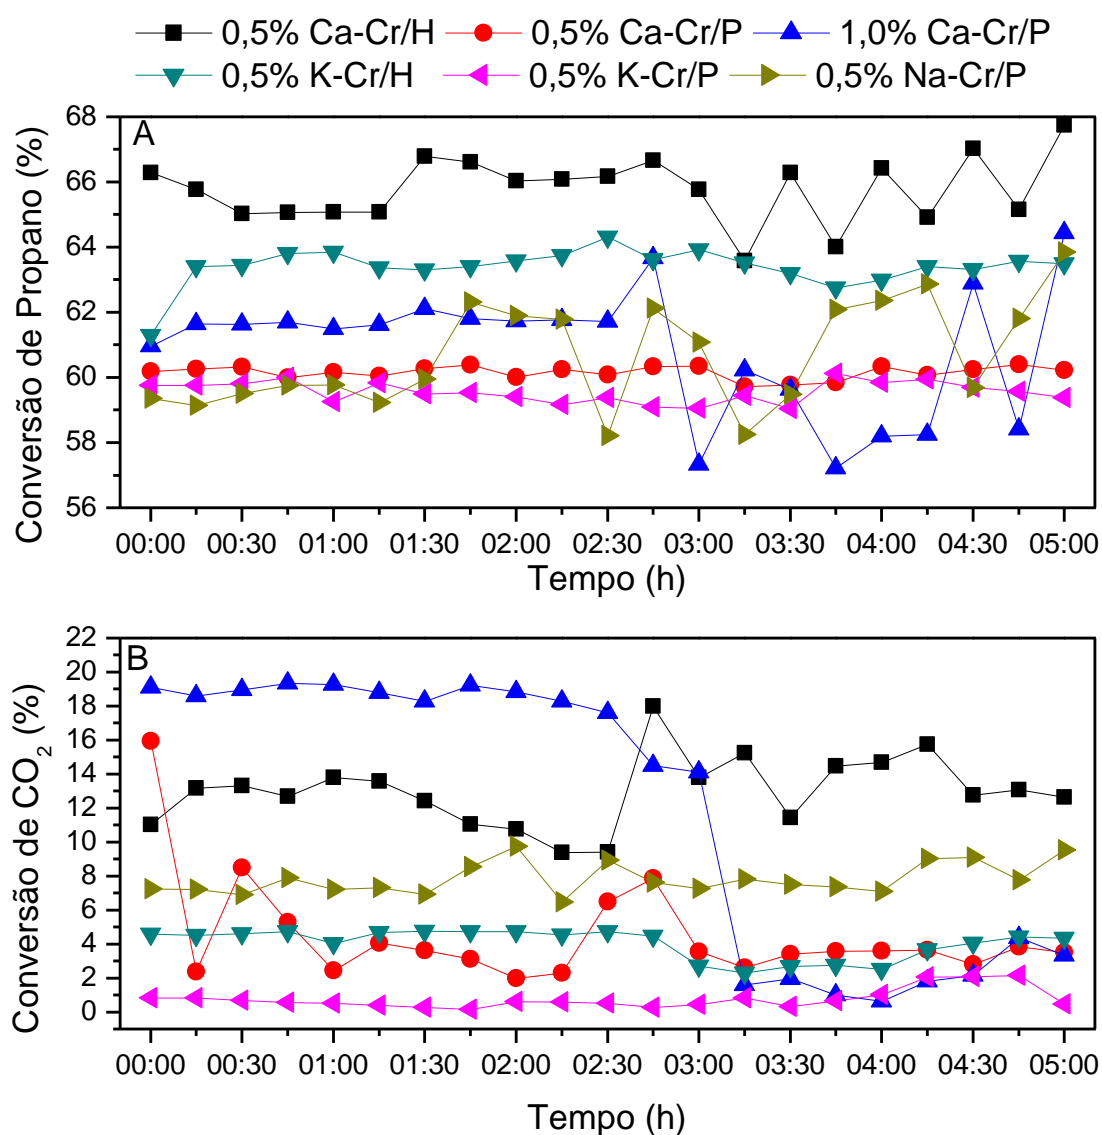 0,5% Ca-Cr/H 0,5% Ca-Cr/P 1,0% Ca-Cr/P
0,5% K-Cr/H 0,5% K-Cr/P 0,5% Na-Cr/P
A
Conversão de Propano (%)
68
66
64
62
60
58
56
00:00 00:30 01:00 01:30 02:00 02:30 03:00 03:30 04:00 04:30 05:00
Tempo (h)
B
Conversão de CO2 (%)
22
20
18
16
14
12
10
8
6
4
2
0
00:00 00:30 01:00 01:30 02:00 02:30 03:00 03:30 04:00 04:30 05:00
Tempo (h)